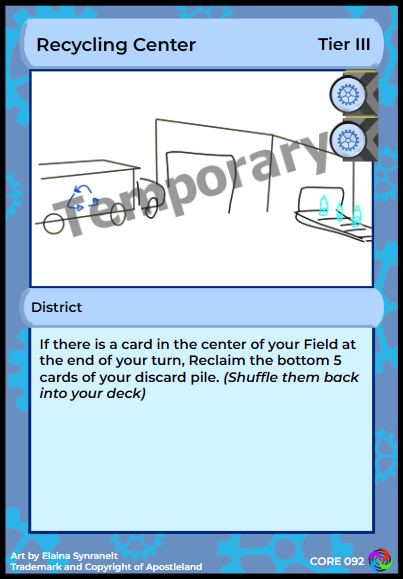 Recycling Center
Tier III
Temporary
District
If there is a card in the center of your Field at
the end of your turn, Reclaim the bottom 5
cards of your discard pile. (Shuffle them back
into your deck)
Art by Elaina Synranelt
Trademark and Copyright of Apostleland
CORE 092